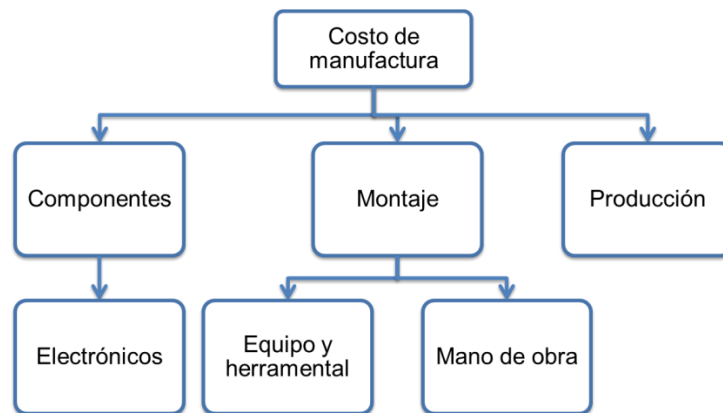 Costo de
manufactura
Componentes
Montaje
Producción
Electrónicos
Equipo y
herramental
Mano de obra